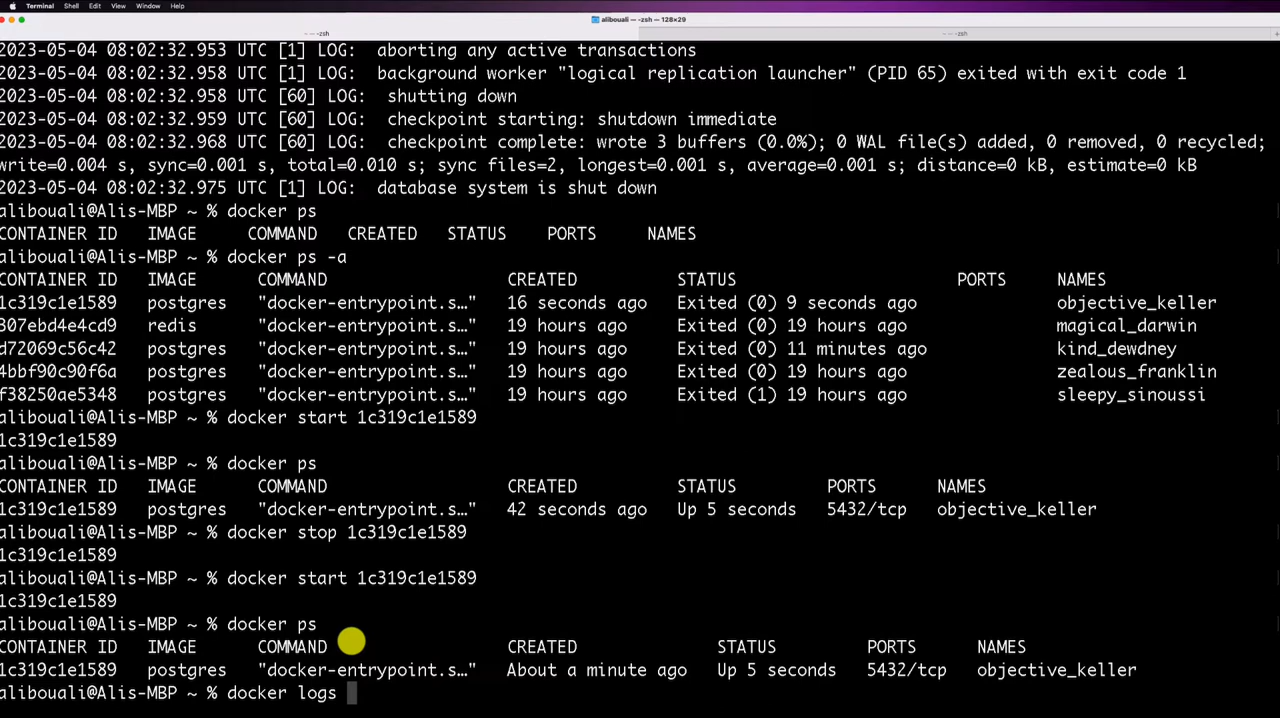 Terminal Shell Edit View Window Help
alibouali — -zsh — 128×29
~ — -zsh ~ — -zsh
2023-05-04 08:02:32.953 UTC [1] LOG:  aborting any active transactions
2023-05-04 08:02:32.958 UTC [1] LOG:  background worker "logical replication launcher" (PID 65) exited with exit code 1
2023-05-04 08:02:32.958 UTC [60] LOG:  shutting down
2023-05-04 08:02:32.959 UTC [60] LOG:  checkpoint starting: shutdown immediate
2023-05-04 08:02:32.968 UTC [60] LOG:  checkpoint complete: wrote 3 buffers (0.0%); 0 WAL file(s) added, 0 removed, 0 recycled;
write=0.004 s, sync=0.001 s, total=0.010 s; sync files=2, longest=0.001 s, average=0.001 s; distance=0 kB, estimate=0 kB
2023-05-04 08:02:32.975 UTC [1] LOG:  database system is shut down
alibouali@Alis-MBP ~ % docker ps
CONTAINER ID   IMAGE     COMMAND   CREATED   STATUS    PORTS     NAMES
alibouali@Alis-MBP ~ % docker ps -a
CONTAINER ID   IMAGE      COMMAND                  CREATED          STATUS                      PORTS     NAMES
1c319c1e1589   postgres   "docker-entrypoint.s…"   16 seconds ago   Exited (0) 9 seconds ago              objective_keller
307ebd4e4cd9   redis      "docker-entrypoint.s…"   19 hours ago     Exited (0) 19 hours ago               magical_darwin
d72069c56c42   postgres   "docker-entrypoint.s…"   19 hours ago     Exited (0) 11 minutes ago             kind_dewdney
4bbf90c90f6a   postgres   "docker-entrypoint.s…"   19 hours ago     Exited (0) 19 hours ago               zealous_franklin
f38250ae5348   postgres   "docker-entrypoint.s…"   19 hours ago     Exited (1) 19 hours ago               sleepy_sinoussi
alibouali@Alis-MBP ~ % docker start 1c319c1e1589
1c319c1e1589
alibouali@Alis-MBP ~ % docker ps
CONTAINER ID   IMAGE      COMMAND                  CREATED          STATUS         PORTS      NAMES
1c319c1e1589   postgres   "docker-entrypoint.s…"   42 seconds ago   Up 5 seconds   5432/tcp   objective_keller
alibouali@Alis-MBP ~ % docker stop 1c319c1e1589
1c319c1e1589
alibouali@Alis-MBP ~ % docker start 1c319c1e1589
1c319c1e1589
alibouali@Alis-MBP ~ % docker ps
CONTAINER ID   IMAGE      COMMAND                  CREATED              STATUS         PORTS      NAMES
1c319c1e1589   postgres   "docker-entrypoint.s…"   About a minute ago   Up 5 seconds   5432/tcp   objective_keller
alibouali@Alis-MBP ~ % docker logs